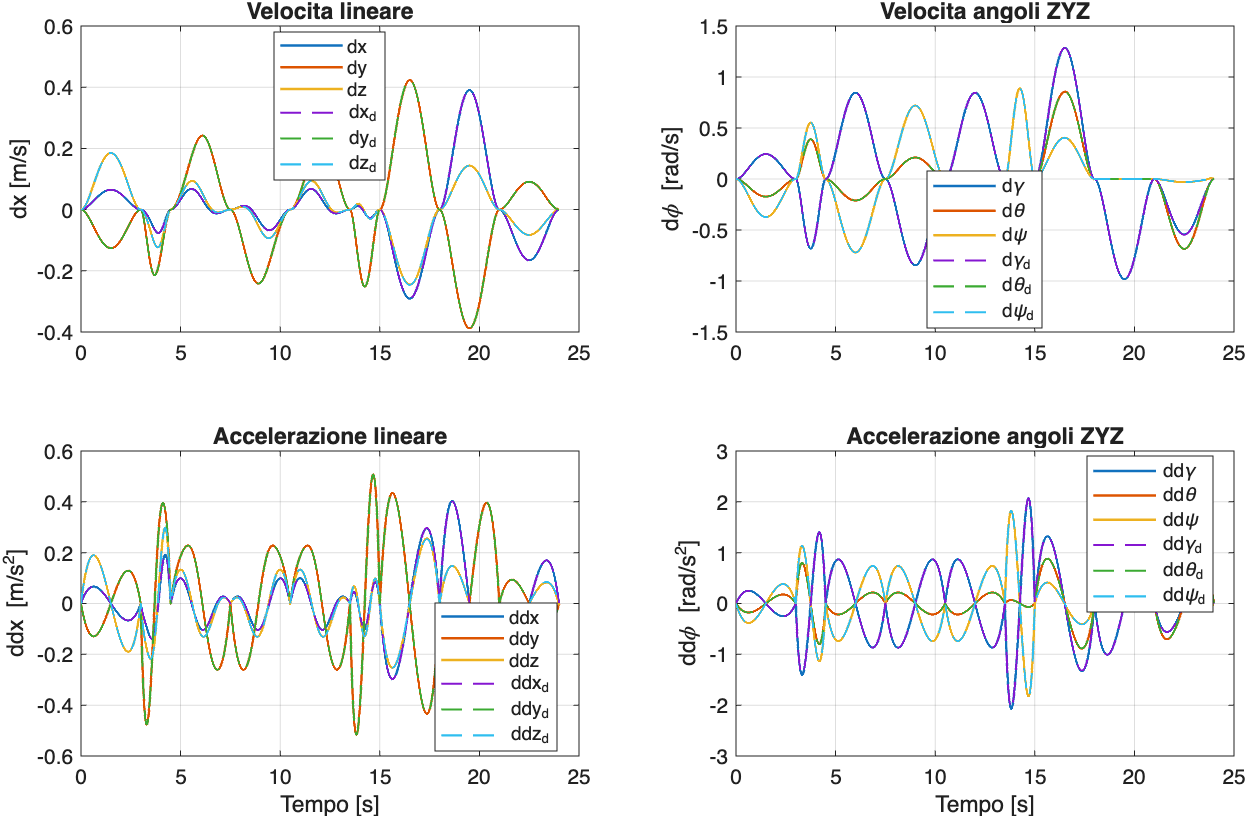 Velocita lineare
dx [m/s]
0.6
0.4
0.2
0
-0.2
-0.4
0 5 10 15 20 25
dx
dy
dz
dx_d
dy_d
dz_d
Velocita angoli ZYZ
dϕ [rad/s]
1.5
1
0.5
0
-0.5
-1
-1.5
0 5 10 15 20 25
dγ
dθ
dψ
dγ_d
dθ_d
dψ_d
Accelerazione lineare
ddx [m/s²]
0.6
0.4
0.2
0
-0.2
-0.4
-0.6
0 5 10 15 20 25
Tempo [s]
ddx
ddy
ddz
ddx_d
ddy_d
ddz_d
Accelerazione angoli ZYZ
ddϕ [rad/s²]
3
2
1
0
-1
-2
-3
0 5 10 15 20 25
Tempo [s]
ddγ
ddθ
ddψ
ddγ_d
ddθ_d
ddψ_d